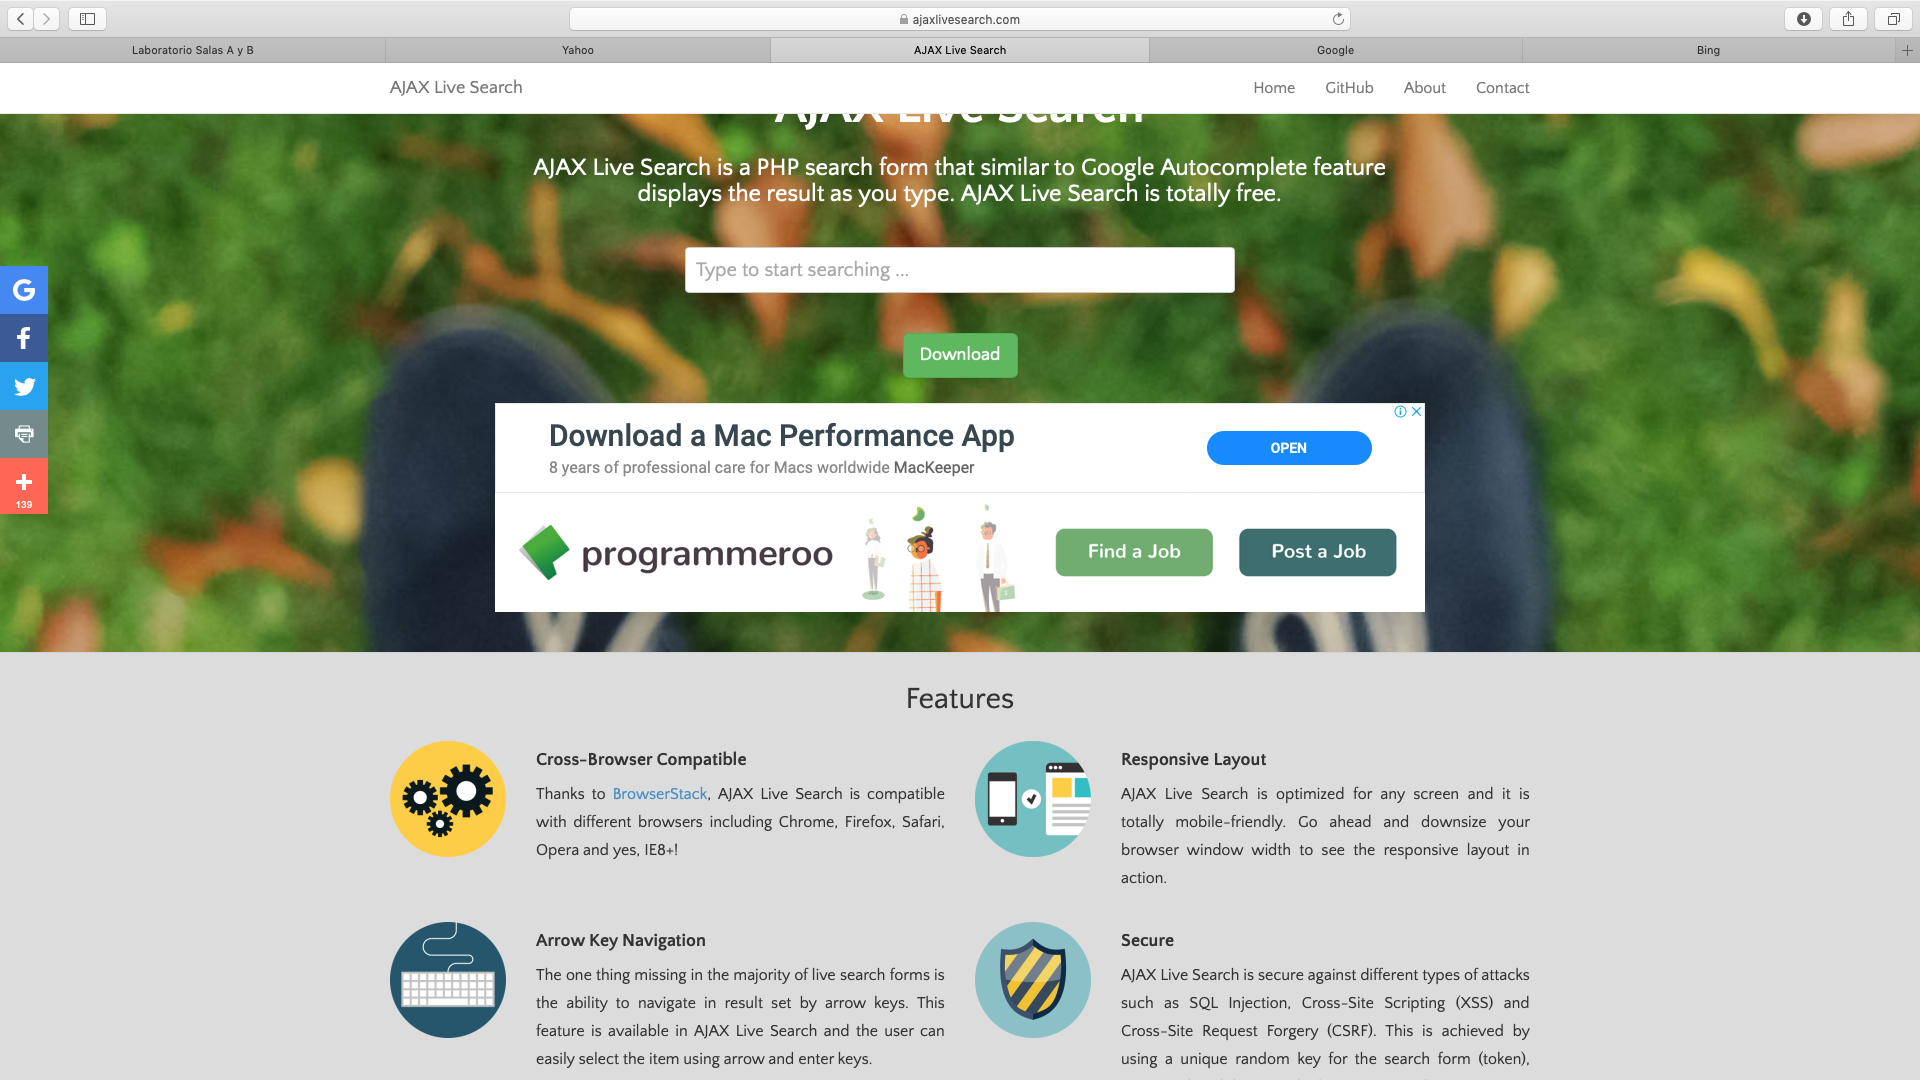 ajaxlivesearch.com
Laboratorio Salas A y B
Yahoo
AJAX Live Search
Google
Bing
AJAX Live Search
Home
GitHub
About
Contact
AJAX Live Search
AJAX Live Search is a PHP search form that similar to Google Autocomplete feature
displays the result as you type. AJAX Live Search is totally free.
Type to start searching ...
Download
139
Download a Mac Performance App
8 years of professional care for Macs worldwide MacKeeper
OPEN
programmeroo
Find a Job
Post a Job
Features
Cross-Browser Compatible
Thanks to BrowserStack, AJAX Live Search is compatible
with different browsers including Chrome, Firefox, Safari,
Opera and yes, IE8+!
Responsive Layout
AJAX Live Search is optimized for any screen and it is
totally mobile-friendly. Go ahead and downsize your
browser window width to see the responsive layout in
action.
Arrow Key Navigation
The one thing missing in the majority of live search forms is
the ability to navigate in result set by arrow keys. This
feature is available in AJAX Live Search and the user can
easily select the item using arrow and enter keys.
Secure
AJAX Live Search is secure against different types of attacks
such as SQL Injection, Cross-Site Scripting (XSS) and
Cross-Site Request Forgery (CSRF). This is achieved by
using a unique random key for the search form (token),